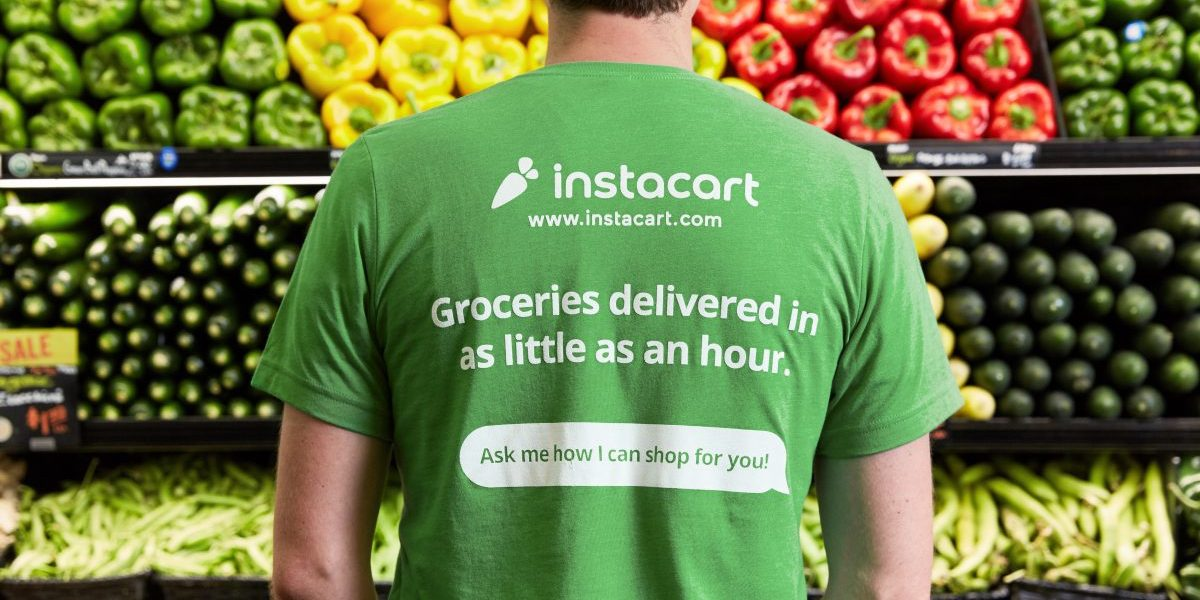 instacart
www.instacart.com
Groceries delivered in
as little as an hour.
Ask me how I can shop for you!
SALE